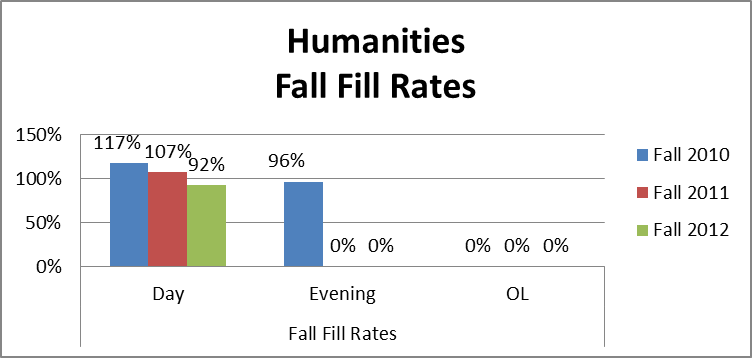 Humanities
Fall Fill Rates
150%
100%
50%
0%
117%
107%
92%
96%
0% 0%
0% 0% 0%
Day Evening OL
Fall Fill Rates
Fall 2010
Fall 2011
Fall 2012